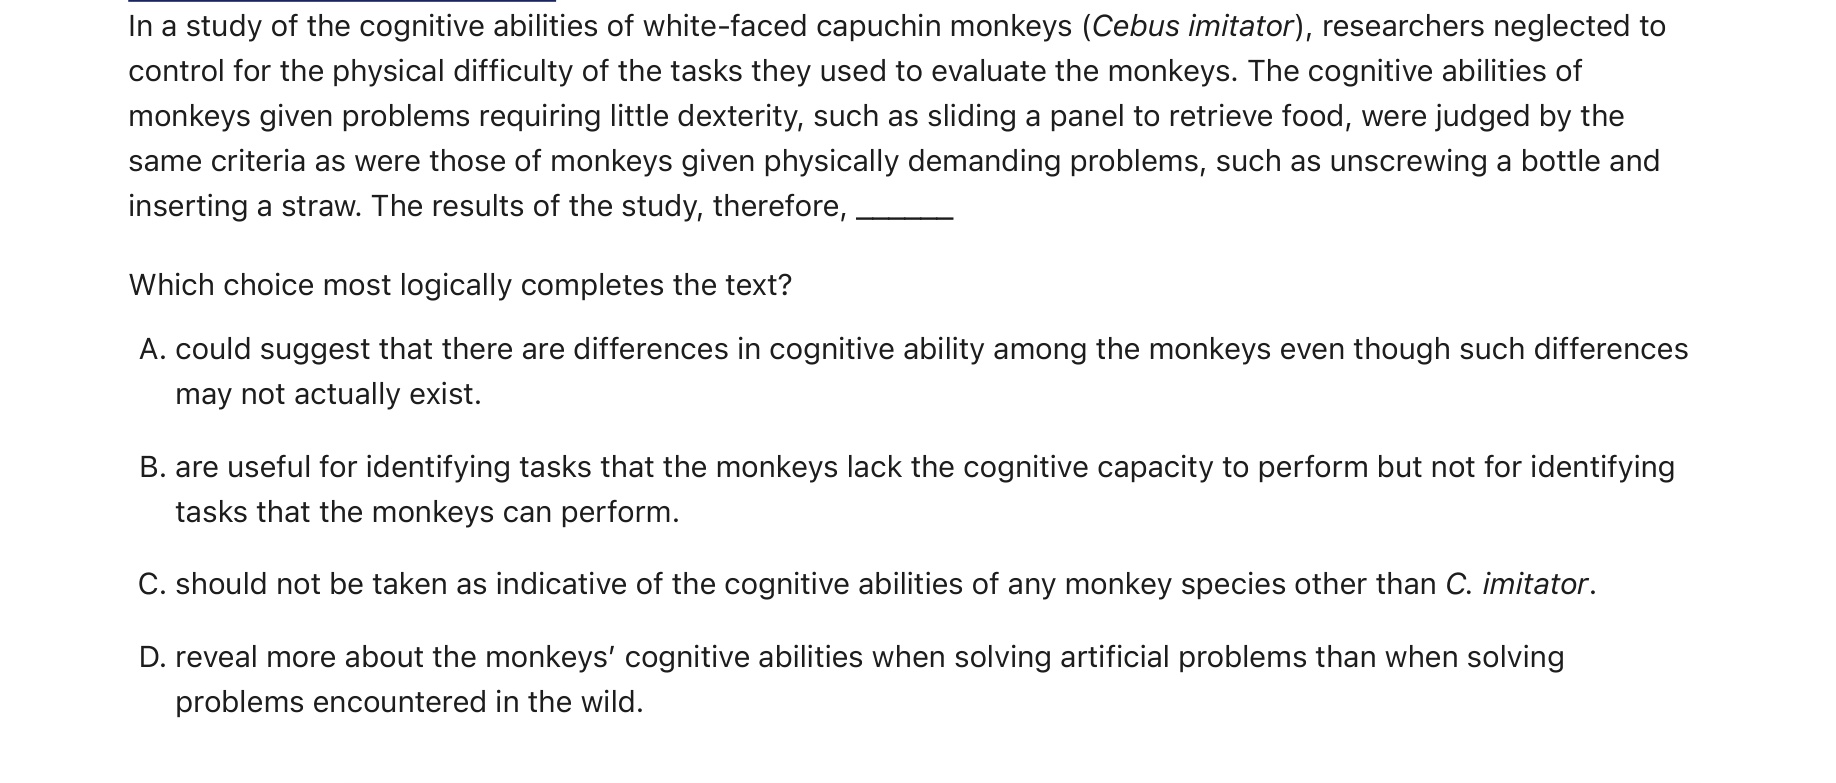 In a study of the cognitive abilities of white-faced capuchin monkeys (Cebus imitator), researchers neglected to
control for the physical difficulty of the tasks they used to evaluate the monkeys. The cognitive abilities of
monkeys given problems requiring little dexterity, such as sliding a panel to retrieve food, were judged by the
same criteria as were those of monkeys given physically demanding problems, such as unscrewing a bottle and
inserting a straw. The results of the study, therefore, ______
Which choice most logically completes the text?
A. could suggest that there are differences in cognitive ability among the monkeys even though such differences
may not actually exist.
B. are useful for identifying tasks that the monkeys lack the cognitive capacity to perform but not for identifying
tasks that the monkeys can perform.
C. should not be taken as indicative of the cognitive abilities of any monkey species other than C. imitator.
D. reveal more about the monkeys’ cognitive abilities when solving artificial problems than when solving
problems encountered in the wild.